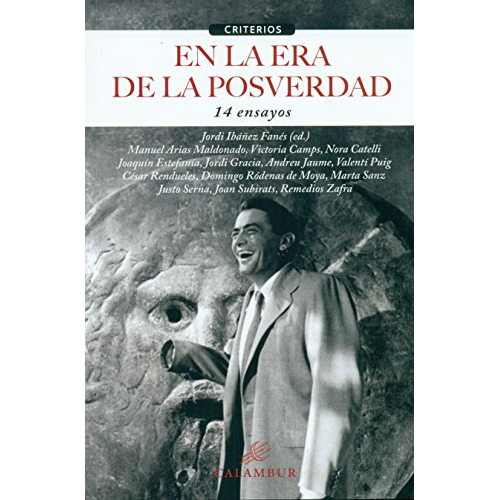 CRITERIOS
EN LA ERA
DE LA POSVERDAD
14 ensayos
Jordi Ibáñez Fanés (ed.)
Manuel Arias Maldonado, Victoria Camps, Nora Catelli
Joaquín Estefanía, Jordi Gracia, Andreu Jaume, Valentí Puig
César Rendueles, Domingo Ródenas de Moya, Marta Sanz
Justo Serna, Joan Subirats, Remedios Zafra
CALAMBUR